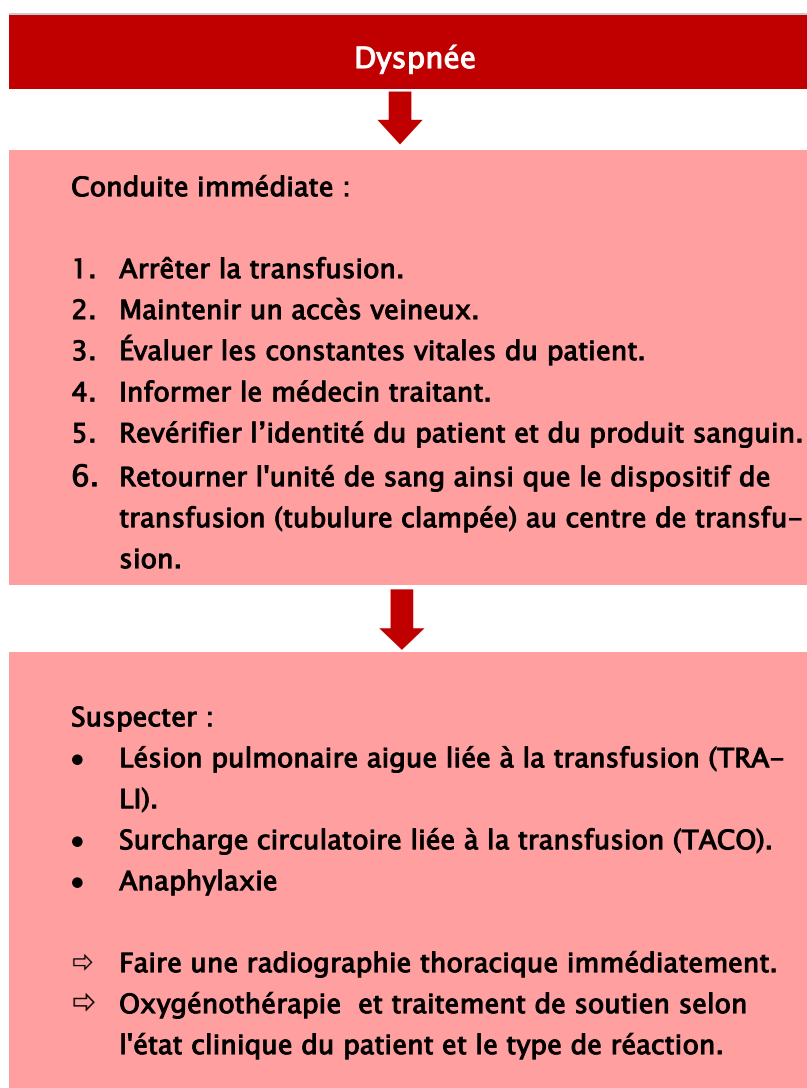 Dyspnée
Conduite immédiate :
1. Arrêter la transfusion.
2. Maintenir un accès veineux.
3. Évaluer les constantes vitales du patient.
4. Informer le médecin traitant.
5. Revérifier l’identité du patient et du produit sanguin.
6. Retourner l'unité de sang ainsi que le dispositif de
transfusion (tubulure clampée) au centre de transfu-
sion.
Suspecter :
• Lésion pulmonaire aigue liée à la transfusion (TRA-
LI).
• Surcharge circulatoire liée à la transfusion (TACO).
• Anaphylaxie
⇨ Faire une radiographie thoracique immédiatement.
⇨ Oxygénothérapie et traitement de soutien selon
l'état clinique du patient et le type de réaction.